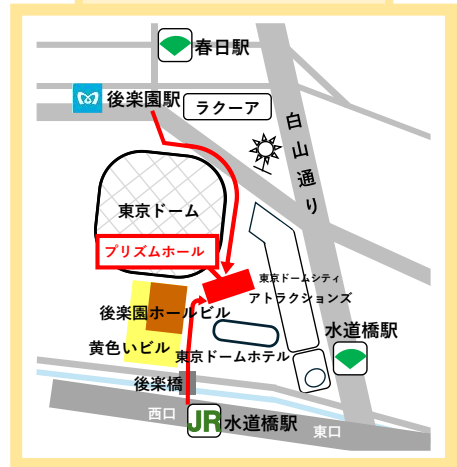 春日駅
後楽園駅
ラクーア
白山通り
東京ドーム
プリズムホール
東京ドームシティ
アトラクションズ
後楽園ホールビル
黄色いビル
東京ドームホテル
水道橋駅
後楽橋
西口
JR 水道橋駅
東口